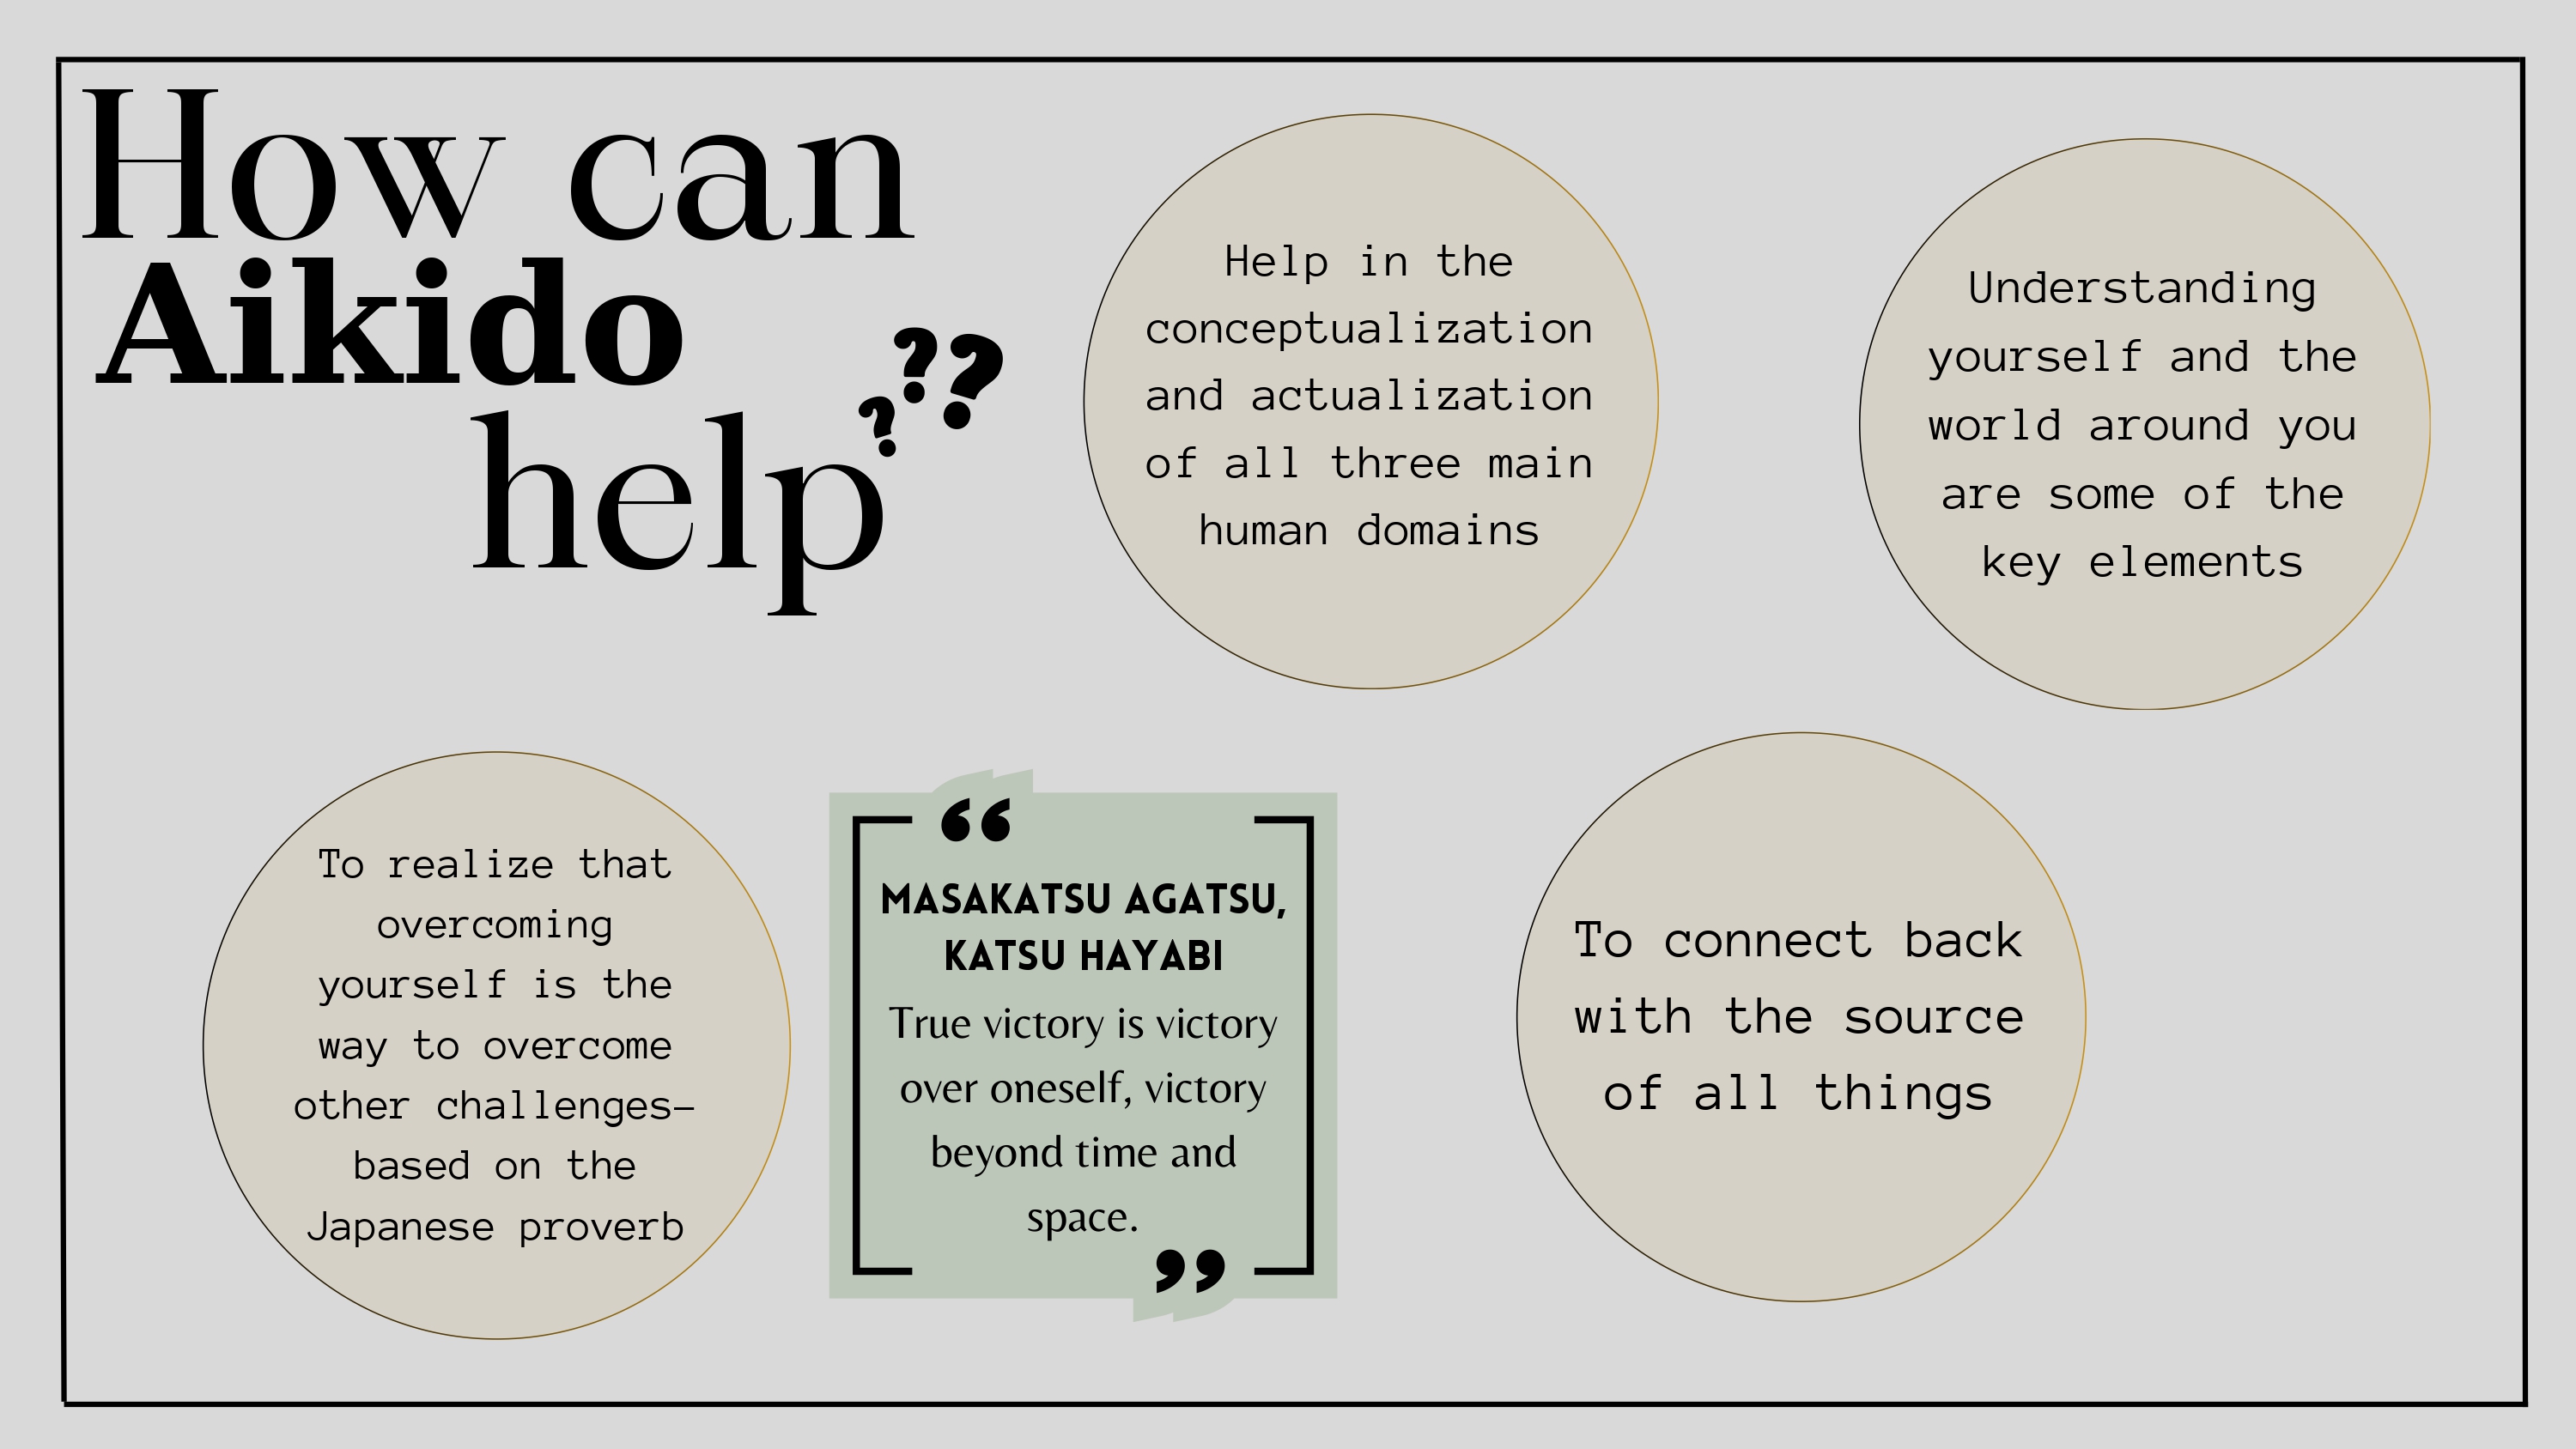 How can
Aikido
help
???
Help in the
conceptualization
and actualization
of all three main
human domains
Understanding
yourself and the
world around you
are some of the
key elements
To realize that
overcoming
yourself is the
way to overcome
other challenges–
based on the
Japanese proverb
“
MASAKATSU AGATSU,
KATSU HAYABI
True victory is victory
over oneself, victory
beyond time and
space.
”
To connect back
with the source
of all things